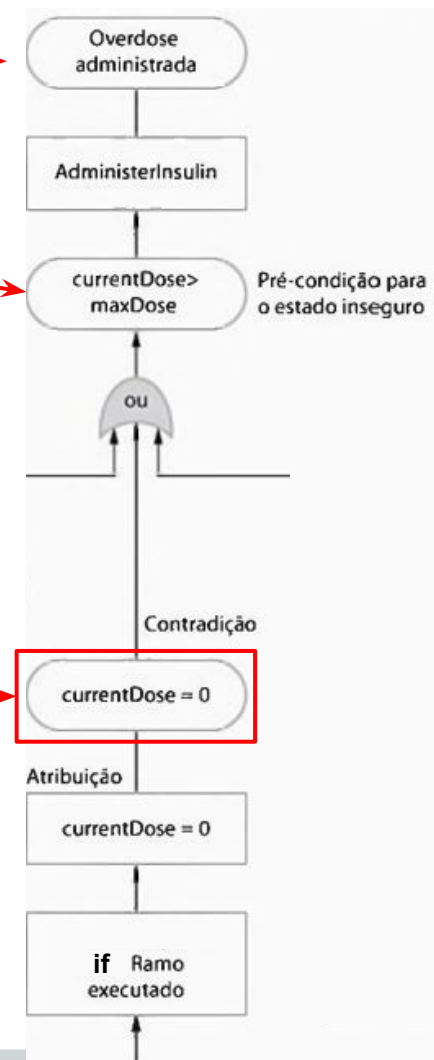 Overdose
administrada
AdministerInsulin
currentDose>
maxDose
Pré-condição para
o estado inseguro
ou
Contradição
currentDose = 0
Atribuição
currentDose = 0
if Ramo
executado